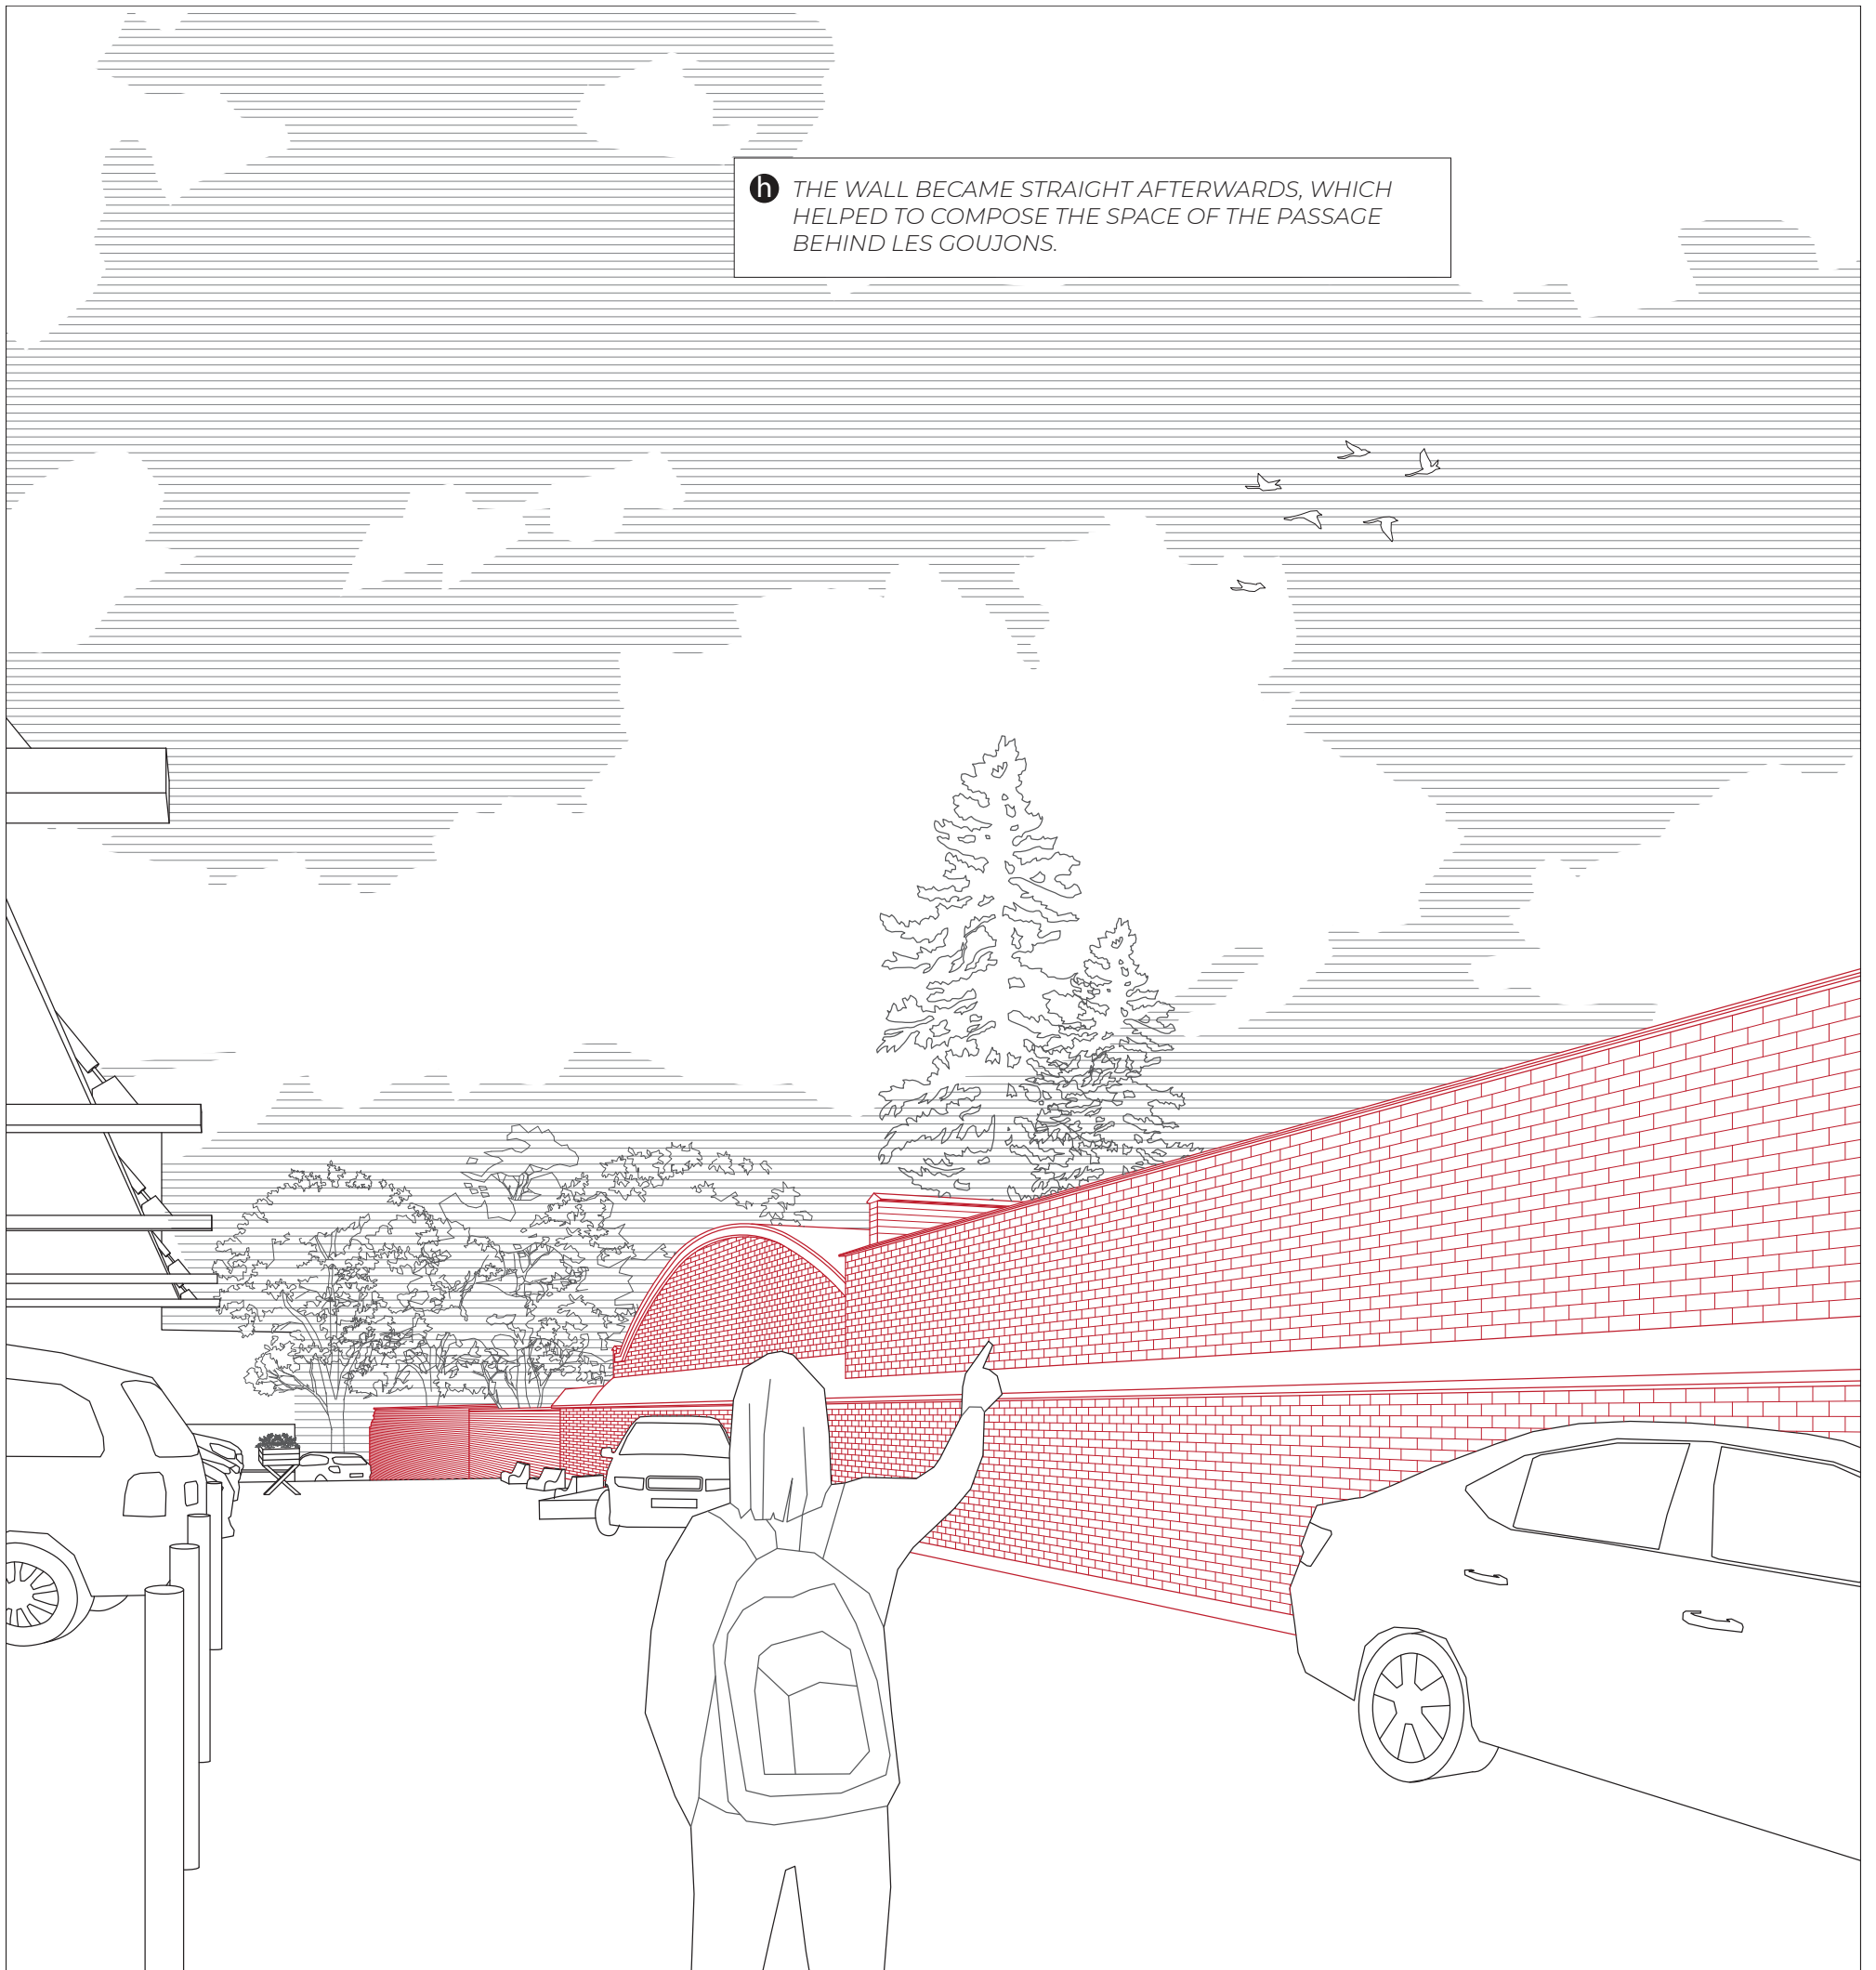 h THE WALL BECAME STRAIGHT AFTERWARDS, WHICH
HELPED TO COMPOSE THE SPACE OF THE PASSAGE
BEHIND LES GOUJONS.